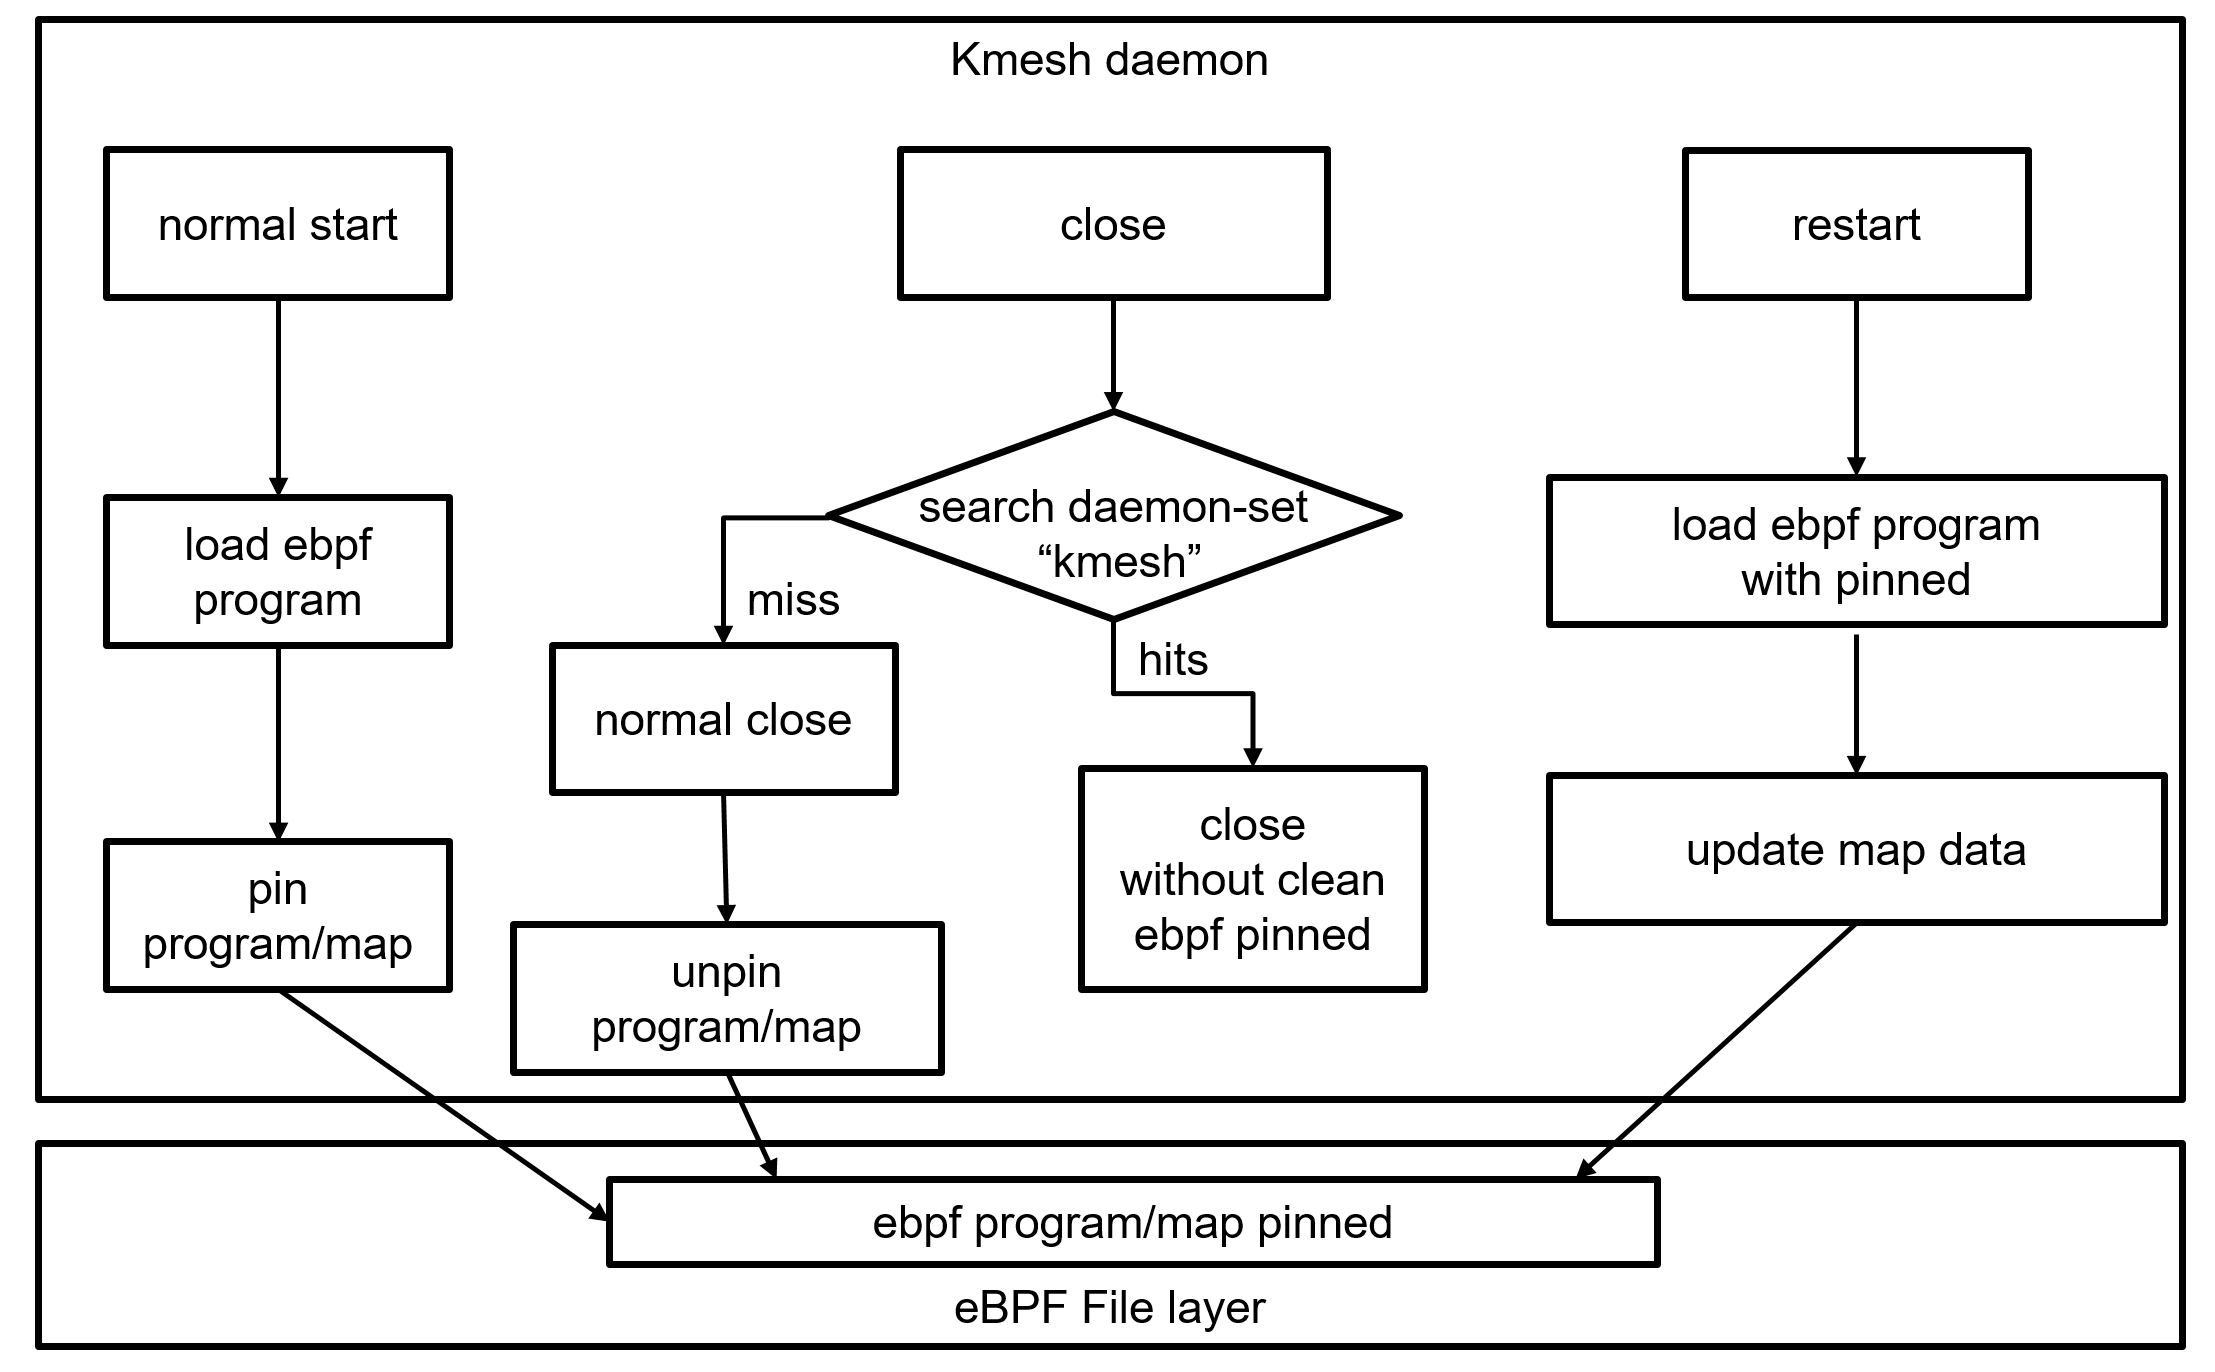 Kmesh daemon
normal start
close
restart
search daemon-set
“kmesh”
load ebpf
program
load ebpf program
with pinned
miss
hits
normal close
close
without clean
ebpf pinned
update map data
pin
program/map
unpin
program/map
ebpf program/map pinned
eBPF File layer